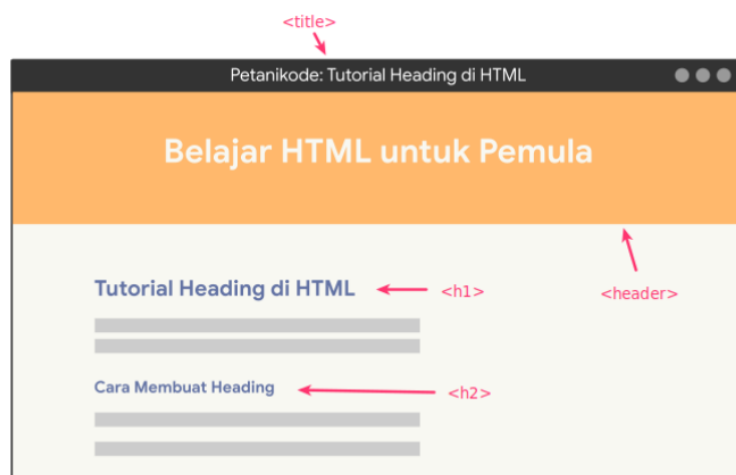 <title>
Petanikode: Tutorial Heading di HTML
Belajar HTML untuk Pemula
Tutorial Heading di HTML
<h1>
<header>
Cara Membuat Heading
<h2>